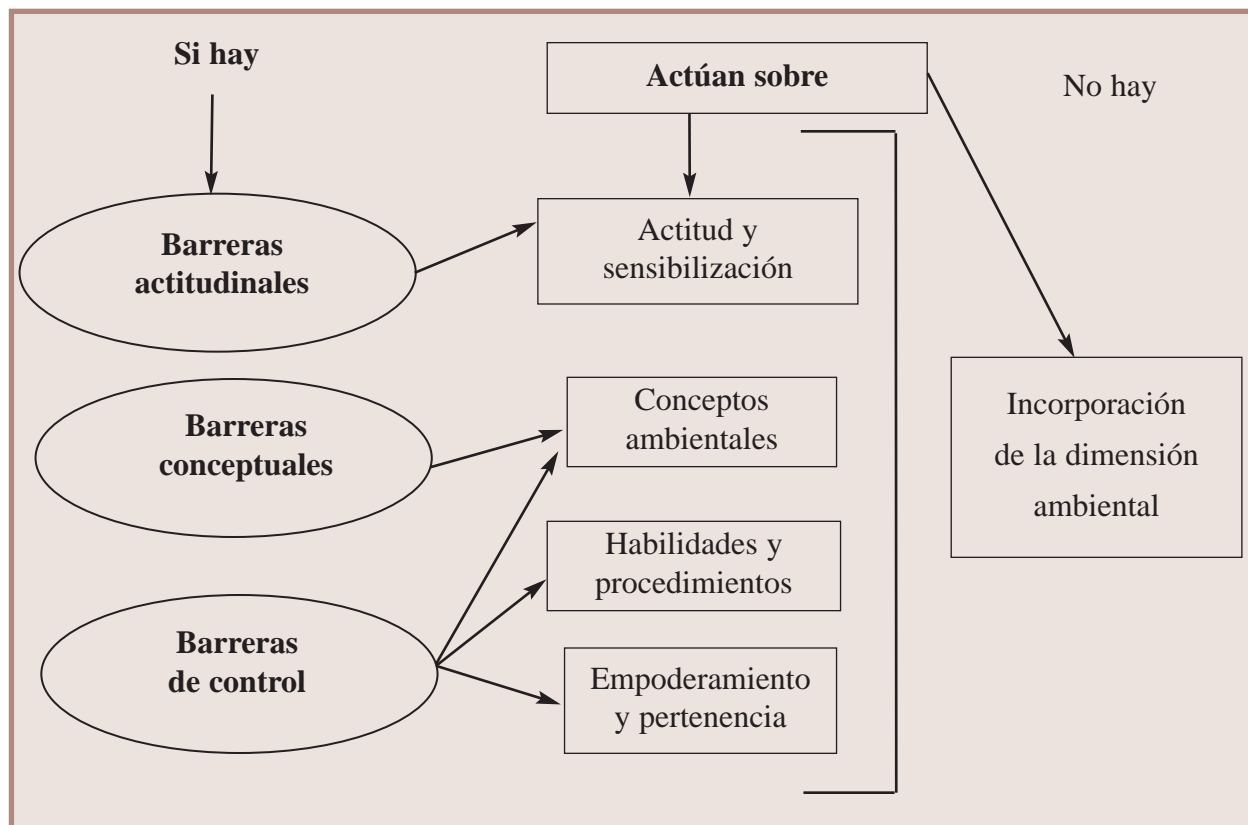 Si hay
Actúan sobre
No hay
Barreras
actitudinales
Actitud y
sensibilización
Barreras
conceptuales
Conceptos
ambientales
Incorporación
de la dimensión
ambiental
Habilidades y
procedimientos
Barreras
de control
Empoderamiento
y pertenencia